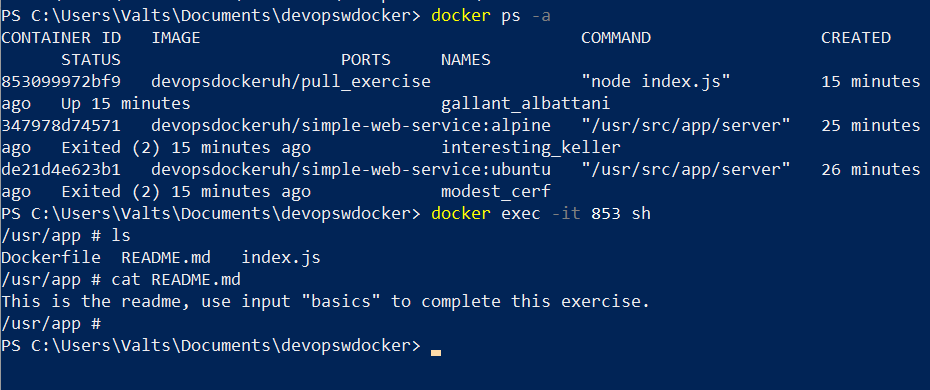 PS C:\Users\Valts\Documents\devopswdocker> docker ps -a
CONTAINER ID   IMAGE                                      COMMAND                 CREATED
      STATUS                      PORTS     NAMES
853099972bf9   devopsdockeruh/pull_exercise               "node index.js"         15 minutes
ago   Up 15 minutes                         gallant_albattani
347978d74571   devopsdockeruh/simple-web-service:alpine   "/usr/src/app/server"   25 minutes
ago   Exited (2) 15 minutes ago             interesting_keller
de21d4e623b1   devopsdockeruh/simple-web-service:ubuntu   "/usr/src/app/server"   26 minutes
ago   Exited (2) 15 minutes ago             modest_cerf
PS C:\Users\Valts\Documents\devopswdocker> docker exec -it 853 sh
/usr/app # ls
Dockerfile  README.md   index.js
/usr/app # cat README.md
This is the readme, use input "basics" to complete this exercise.
/usr/app #
PS C:\Users\Valts\Documents\devopswdocker>